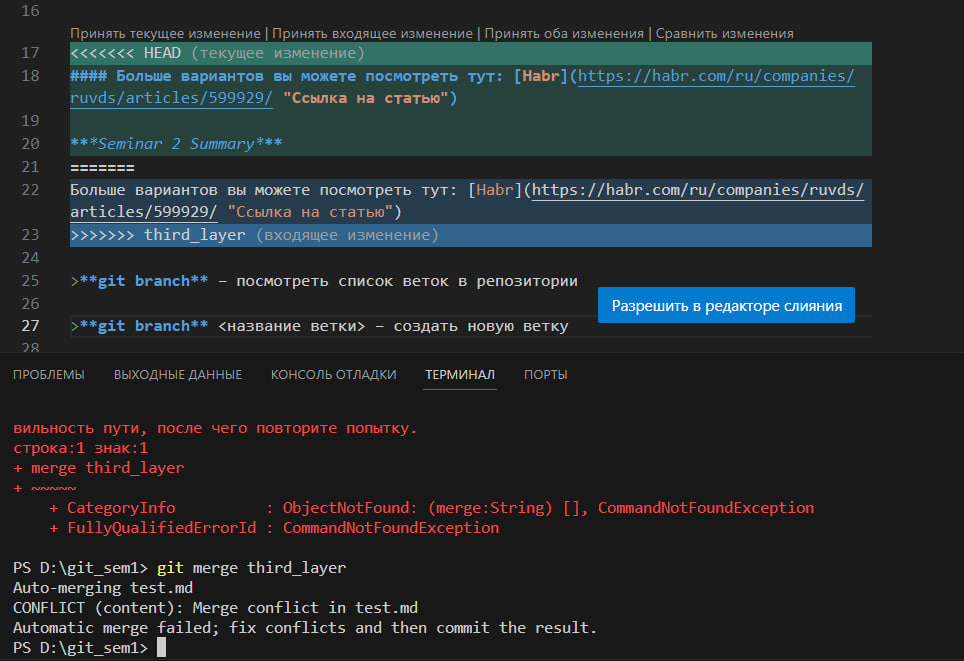 16
Принять текущее изменение | Принять входящее изменение | Принять оба изменения | Сравнить изменения
17 <<<<<<< HEAD (текущее изменение)
18 #### Больше вариантов вы можете посмотреть тут: [Habr](https://habr.com/ru/companies/
ruvds/articles/599929/ "Ссылка на статью")
19
20 ***Seminar 2 Summary***
21 =======
22 Больше вариантов вы можете посмотреть тут: [Habr](https://habr.com/ru/companies/ruvds/
articles/599929/ "Ссылка на статью")
23 >>>>>>> third_layer (входящее изменение)
24
25 >**git branch** – посмотреть список веток в репозитории
26
Разрешить в редакторе слияния
27 >**git branch** <название ветки> – создать новую ветку
28
ПРОБЛЕМЫ ВЫХОДНЫЕ ДАННЫЕ КОНСОЛЬ ОТЛАДКИ ТЕРМИНАЛ ПОРТЫ
вильность пути, после чего повторите попытку.
строка:1 знак:1
+ merge third_layer
+ ~~~~~
+ CategoryInfo : ObjectNotFound: (merge:String) [], CommandNotFoundException
+ FullyQualifiedErrorId : CommandNotFoundException
PS D:\git_sem1> git merge third_layer
Auto-merging test.md
CONFLICT (content): Merge conflict in test.md
Automatic merge failed; fix conflicts and then commit the result.
PS D:\git_sem1>